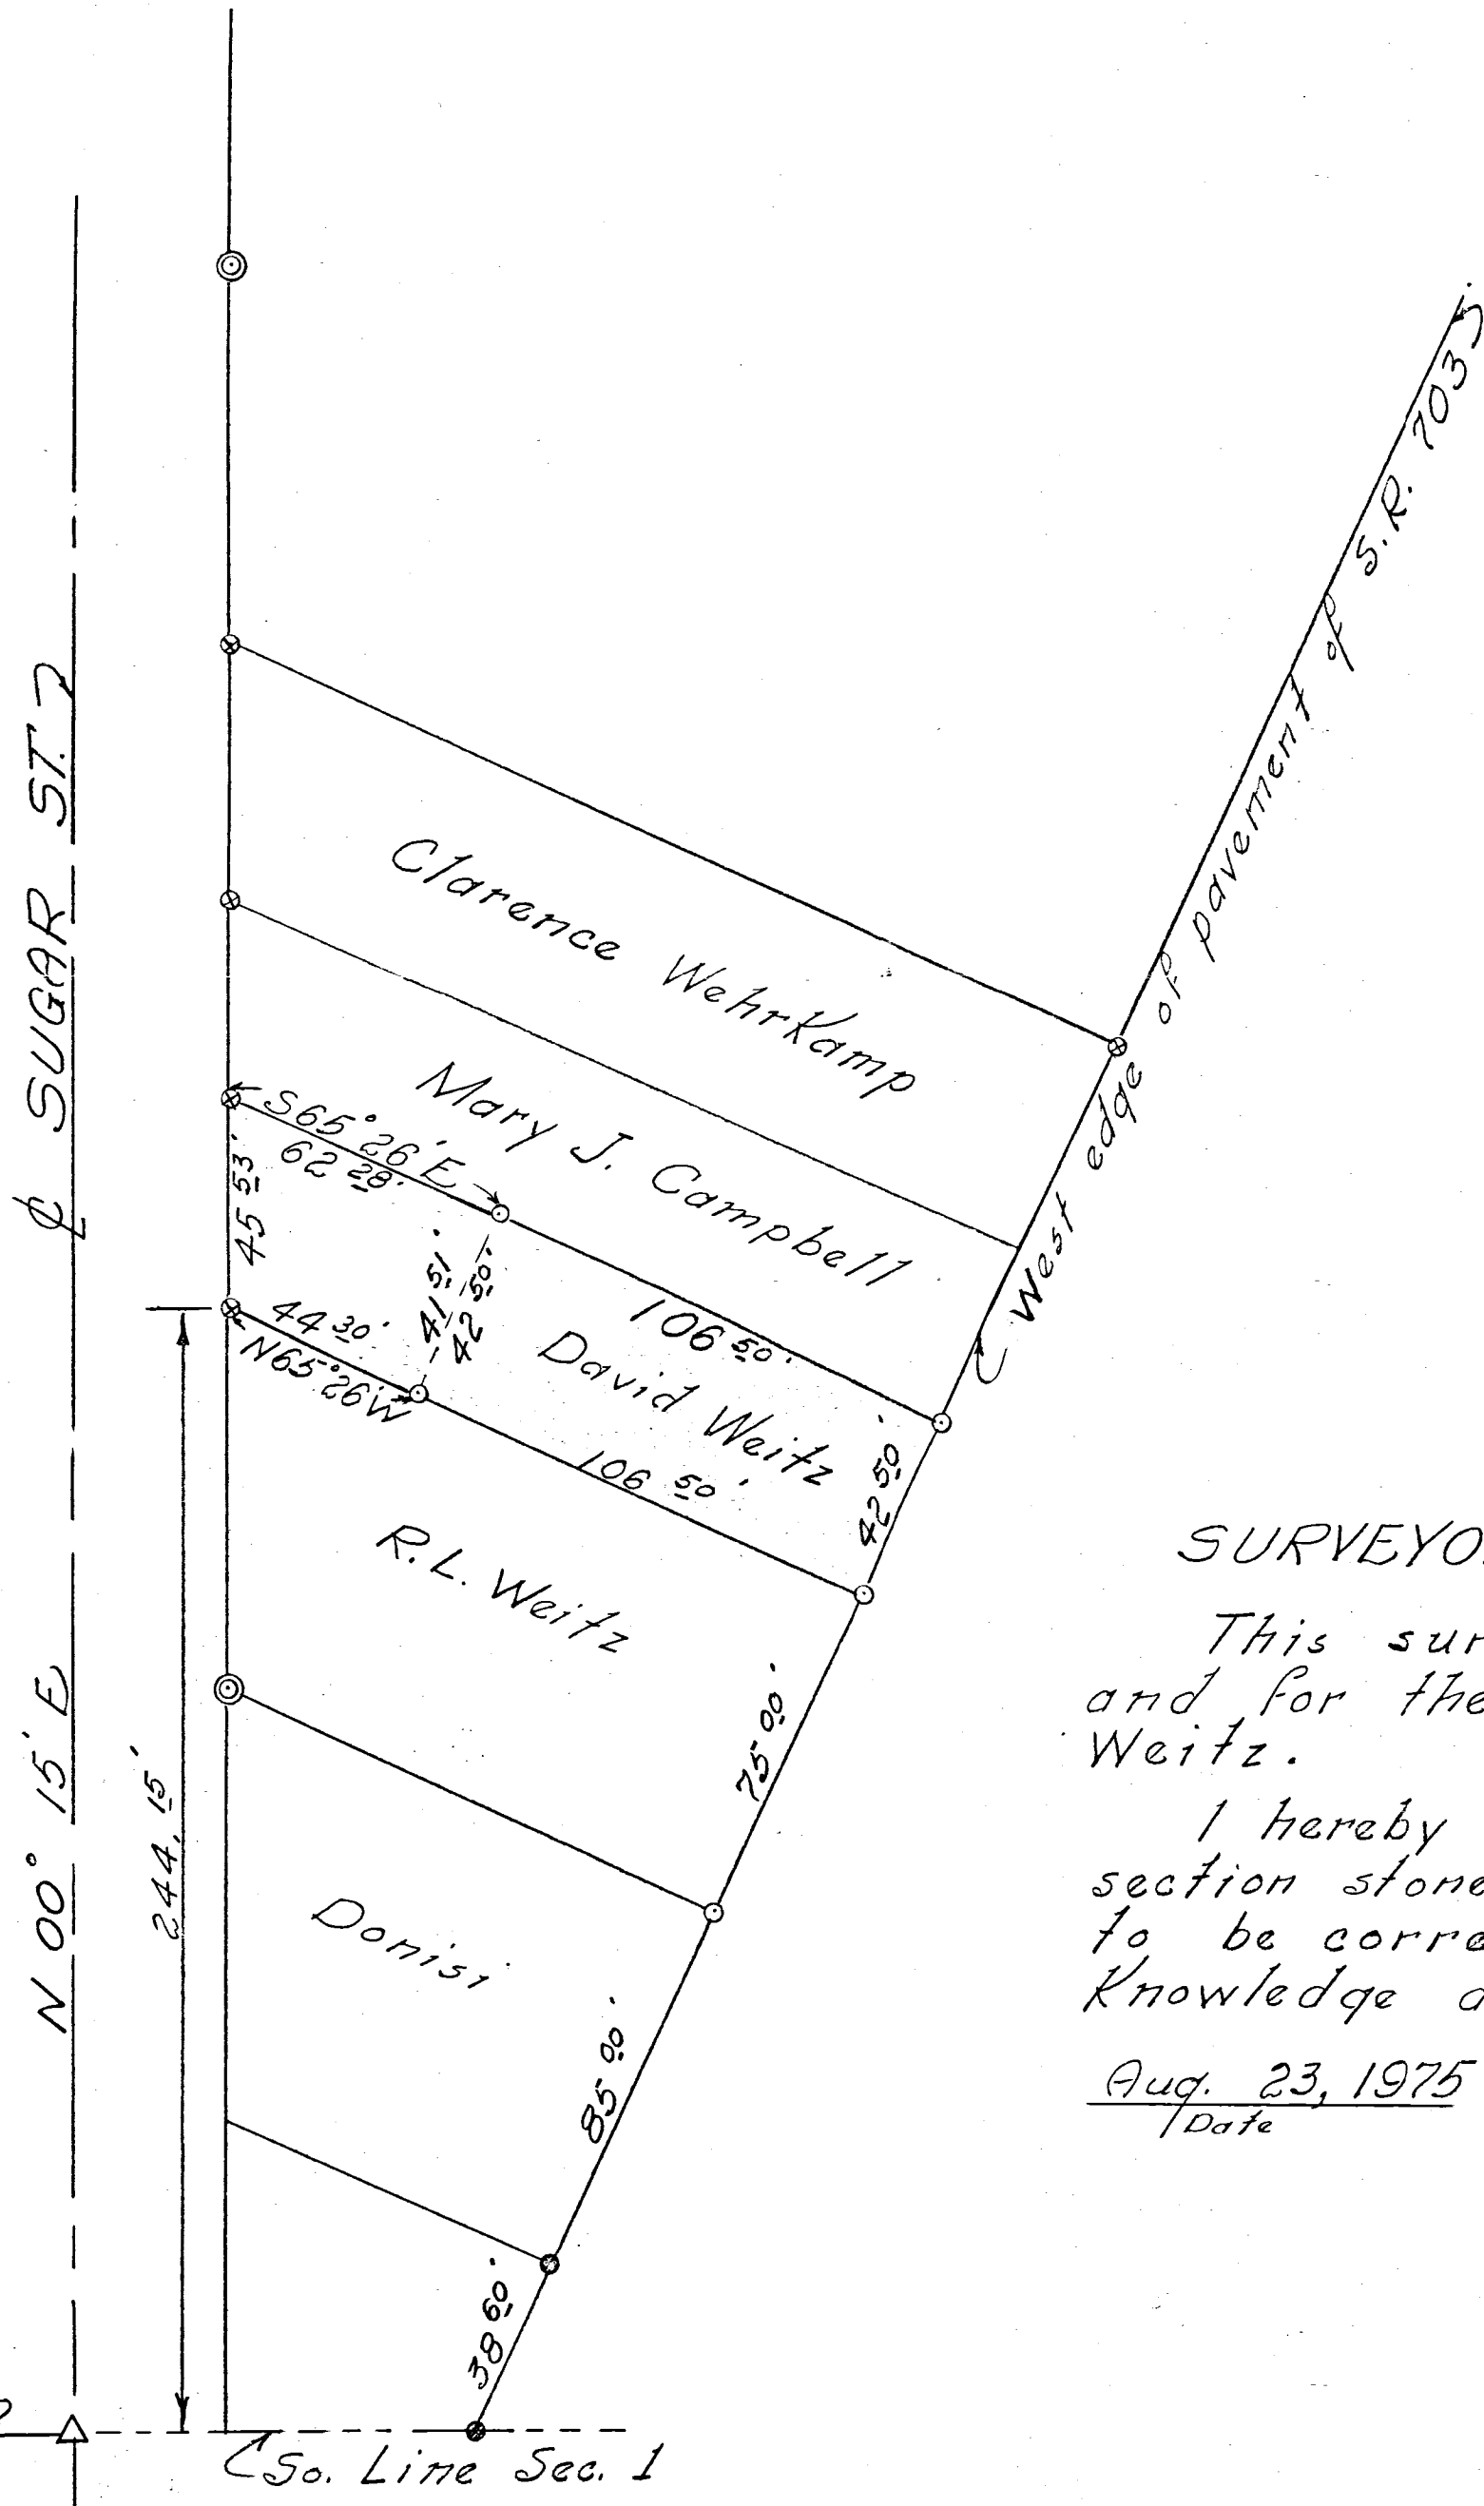 ℄ SUGAR ST.
N 00° 15' E
West edge of pavement of S.R. 703
Clarence Wehrkamp
Mary J. Campbell
S65°26'E
62.28'
45.53'
41.51'
42.50'
106.50'
David Weitz
44.30'
N65°26'W
106.50'
42.50'
R.L. Weitz
75.00'
244.15'
Donisi
85.00'
38.60'
So. Line Sec. 1
SURVEYO
This sur
and for the
Weitz.
I hereby
section stone
to be corre
Knowledge a
Aug. 23, 1975
Date